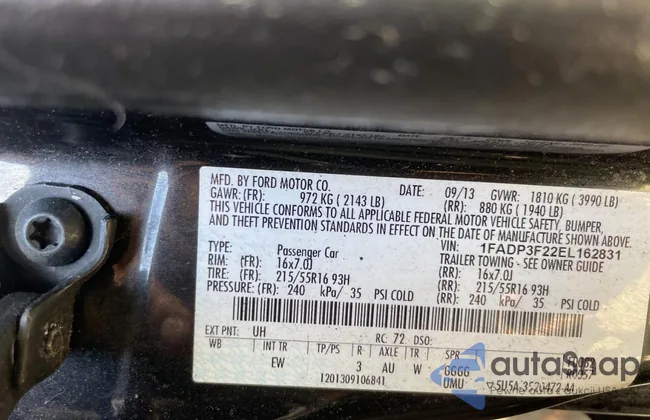 MFD. BY FORD MOTOR CO.
DATE: 09/13 GVWR: 1810 KG ( 3990 LB)
GAWR: (FR): 972 KG ( 2143 LB) (RR): 880 KG ( 1940 LB)
THIS VEHICLE CONFORMS TO ALL APPLICABLE FEDERAL MOTOR VEHICLE SAFETY, BUMPER,
AND THEFT PREVENTION STANDARDS IN EFFECT ON THE DATE OF MANUFACTURE SHOWN ABOVE.
VIN: 1FADP3F22EL162831
TYPE: Passenger Car TRAILER TOWING - SEE OWNER GUIDE
RIM: (FR): 16x7.0J (RR): 16x7.0J
TIRE: (FR): 215/55R16 93H (RR): 215/55R16 93H
PRESSURE: (FR): 240 kPa/ 35 PSI COLD (RR): 240 kPa/ 35 PSI COLD
EXT PNT: UH RC: 72 DSO:
WB INT TR TP/PS R AXLE TR SPR
EW 3 AU W GGGG
UMU
1201309106841
autaSnap